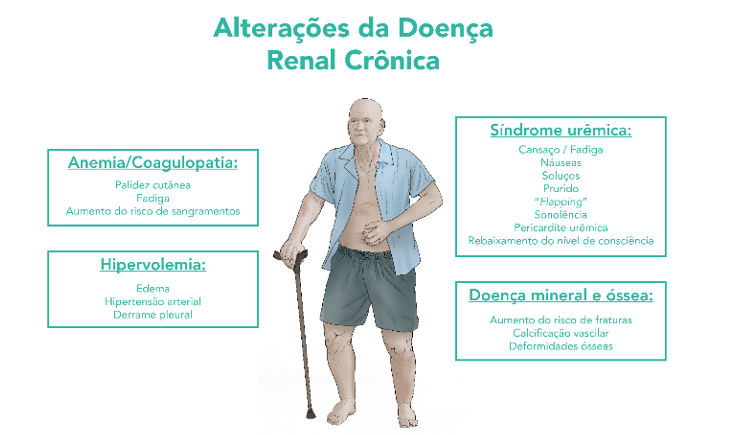 Alterações da Doença
Renal Crônica
Anemia/Coagulopatia:
Palidez cutânea
Fadiga
Aumento do risco de sangramentos
Hipervolemia:
Edema
Hipertensão arterial
Derrame pleural
Síndrome urêmica:
Cansaço / Fadiga
Náuseas
Soluços
Prurido
"Flapping"
Sonolência
Pericardite urêmica
Rebaixamento do nível de consciência
Doença mineral e óssea:
Aumento do risco de fraturas
Calcificação vascilar
Deformidades ósseas